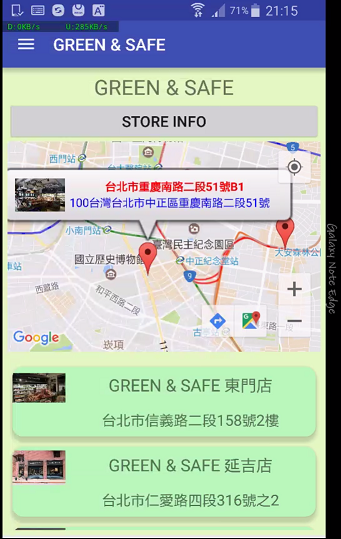 71% 21:15
D:0KB/s U:285KB/s
GREEN & SAFE
GREEN & SAFE
STORE INFO
西門站
5
台北市重慶南路二段51號B1
100台灣台北市中正區重慶南路二段51號
小南門站
臺灣民主紀念園區
國立歷史博物館
中正紀念堂站
大安森林公
西藏路
和平西路二段
9
Google
崁頂
古亭
GREEN & SAFE 東門店
台北市信義路二段158號2樓
GREEN & SAFE 延吉店
台北市仁愛路四段316號之2
Galaxy Note Edge